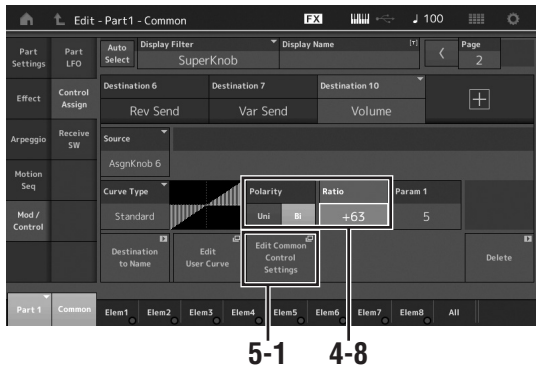 Edit - Part1 - Common FX 100
Part Settings
Part LFO
Auto Select
Display Filter
SuperKnob
Display Name
Page
2
Effect
Control Assign
Destination 6
Rev Send
Destination 7
Var Send
Destination 10
Volume
Arpeggio
Receive SW
Source
AsgnKnob 6
Motion Seq
Curve Type
Standard
Polarity
Uni Bi
Ratio
+63
Param 1
5
Mod / Control
Destination to Name
Edit User Curve
Edit Common Control Settings
Delete
Part 1 Common Elem1 Elem2 Elem3 Elem4 Elem5 Elem6 Elem7 Elem8 All
5-1 4-8